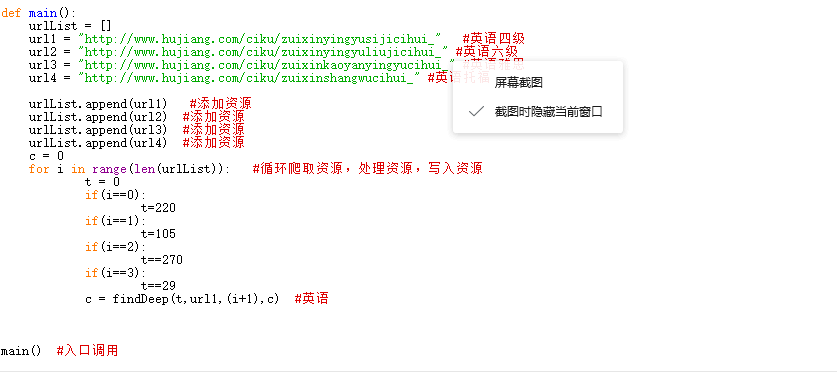 def main():
urlList = []
url1 = "http://www.hujiang.com/ciku/zuixinyingyusijicihui_" #英语四级
url2 = "http://www.hujiang.com/ciku/zuixinyingyuliujicihui_" #英语六级
url3 = "http://www.hujiang.com/ciku/zuixinkaoyanyingyucihui_"
url4 = "http://www.hujiang.com/ciku/zuixinshangwucihui_" #英语托福
屏幕截图
截图时隐藏当前窗口
urlList.append(url1) #添加资源
urlList.append(url2) #添加资源
urlList.append(url3) #添加资源
urlList.append(url4) #添加资源
c = 0
for i in range(len(urlList)): #循环爬取资源，处理资源，写入资源
t = 0
if(i==0):
t=220
if(i==1):
t=105
if(i==2):
t==270
if(i==3):
t==29
c = findDeep(t,url1,(i+1),c) #英语
main() #入口调用